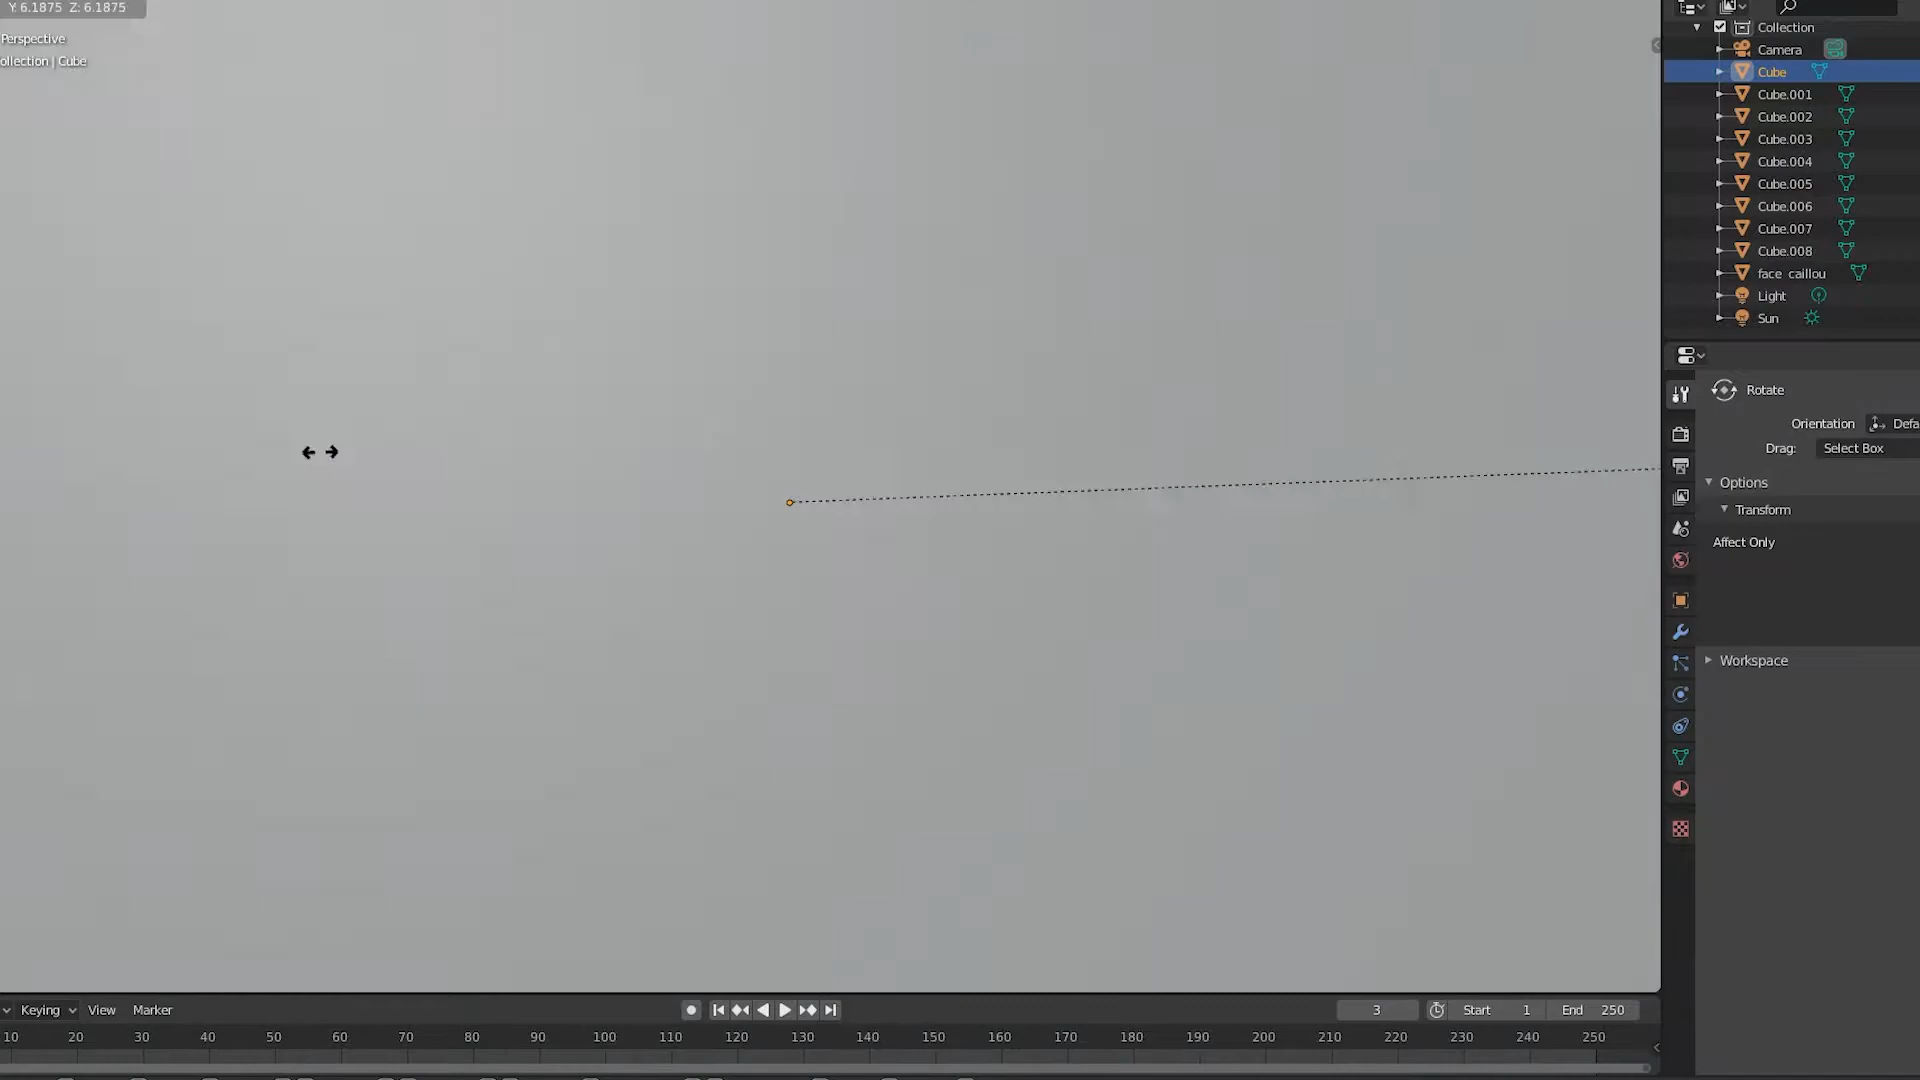 Y: 6.1875 Z: 6.1875
Perspective
ollection | Cube
Collection
Camera
Cube
Cube.001
Cube.002
Cube.003
Cube.004
Cube.005
Cube.006
Cube.007
Cube.008
face_caillou
Light
Sun
Rotate
Orientation Defa
Drag: Select Box
Options
Transform
Affect Only
Workspace
Keying View Marker 3 Start 1 End 250
10 20 30 40 50 60 70 80 90 100 110 120 130 140 150 160 170 180 190 200 210 220 230 240 250